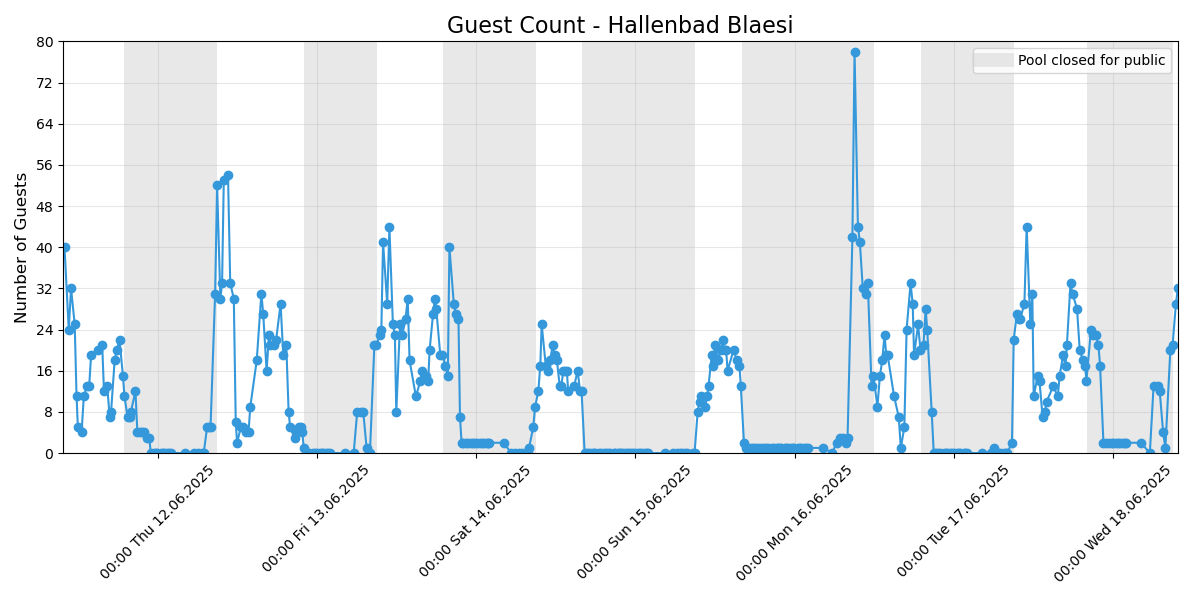 Guest Count - Hallenbad Blaesi
Number of Guests
80
72
64
56
48
40
32
24
16
8
0
Pool closed for public
00:00 Thu 12.06.2025
00:00 Fri 13.06.2025
00:00 Sat 14.06.2025
00:00 Sun 15.06.2025
00:00 Mon 16.06.2025
00:00 Tue 17.06.2025
00:00 Wed 18.06.2025